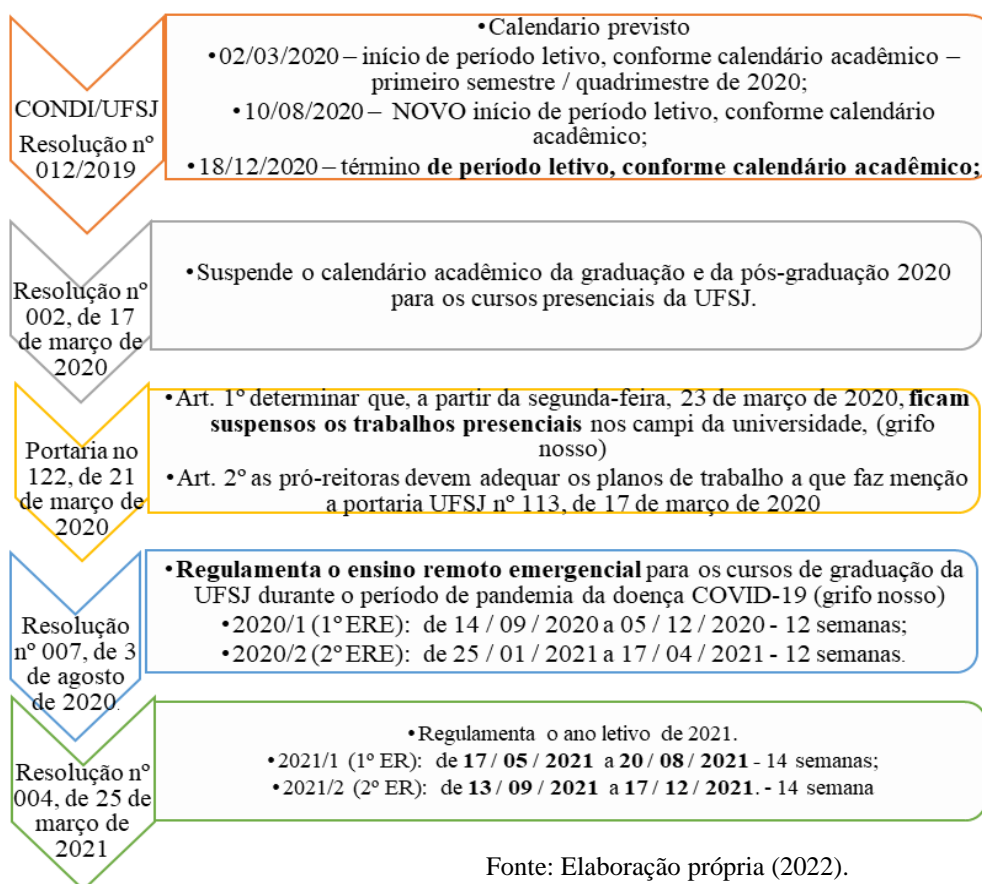 CONDI/UFSJ
Resolução nº
012/2019
•Calendario previsto
•02/03/2020 – início de período letivo, conforme calendário acadêmico –
primeiro semestre / quadrimestre de 2020;
•10/08/2020 – NOVO início de período letivo, conforme calendário
acadêmico;
•18/12/2020 – término de período letivo, conforme calendário acadêmico;
Resolução nº
002, de 17
de março de
2020
•Suspende o calendário acadêmico da graduação e da pós-graduação 2020
para os cursos presenciais da UFSJ.
Portaria no
122, de 21
de março de
2020
•Art. 1º determinar que, a partir da segunda-feira, 23 de março de 2020, ficam
suspensos os trabalhos presenciais nos campi da universidade, (grifo
nosso)
•Art. 2º as pró-reitoras devem adequar os planos de trabalho a que faz menção
a portaria UFSJ nº 113, de 17 de março de 2020
Resolução
nº 007, de 3
de agosto
de 2020.
•Regulamenta o ensino remoto emergencial para os cursos de graduação da
UFSJ durante o período de pandemia da doença COVID-19 (grifo nosso)
•2020/1 (1º ERE): de 14 / 09 / 2020 a 05 / 12 / 2020 - 12 semanas;
•2020/2 (2º ERE): de 25 / 01 / 2021 a 17 / 04 / 2021 - 12 semanas.
Resolução nº
004, de 25 de
março de
2021
•Regulamenta o ano letivo de 2021.
•2021/1 (1º ER): de 17 / 05 / 2021 a 20 / 08 / 2021 - 14 semanas;
•2021/2 (2º ER): de 13 / 09 / 2021 a 17 / 12 / 2021. - 14 semana
Fonte: Elaboração própria (2022).